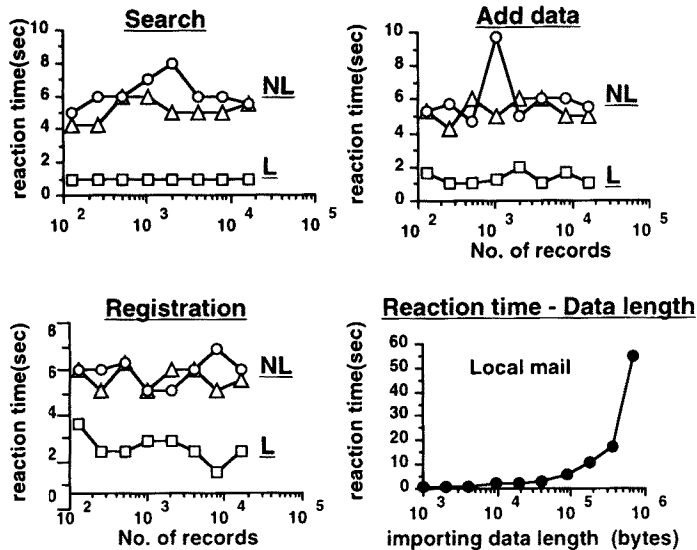 Search
reaction time(sec)
10
8
6
4
2
0
NL
L
10 2 10 3 10 4 10 5
Add data
reaction time(sec)
10
8
6
4
2
0
NL
L
10 2 10 3 10 4 10 5
No. of records
Registration
reaction time(sec)
8
6
4
2
0
NL
L
10 2 10 3 10 4 10 5
No. of records
Reaction time - Data length
reaction time(sec)
60
50
40
30
20
10
0
Local mail
10 3 10 4 10 5 10 6
importing data length (bytes)